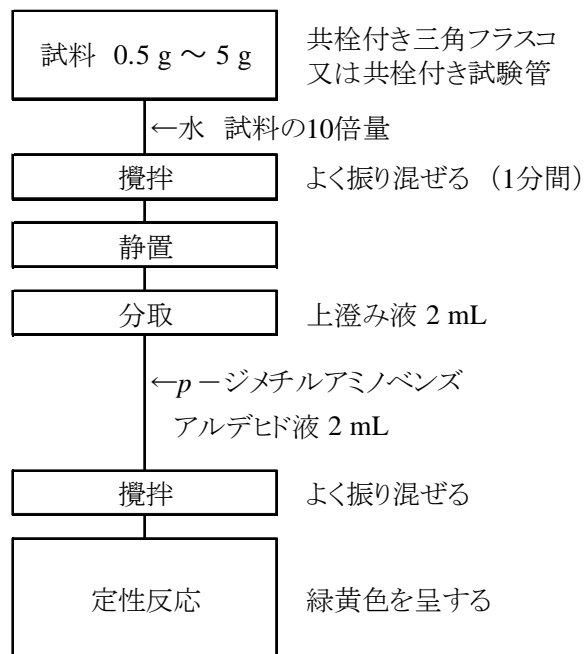 試料 0.5 g ～ 5 g
共栓付き三角フラスコ
又は共栓付き試験管
←水 試料の10倍量
攪拌
よく振り混ぜる （1分間）
静置
分取
上澄み液 2 mL
←p－ジメチルアミノベンズ
アルデヒド液 2 mL
攪拌
よく振り混ぜる
定性反応
緑黄色を呈する